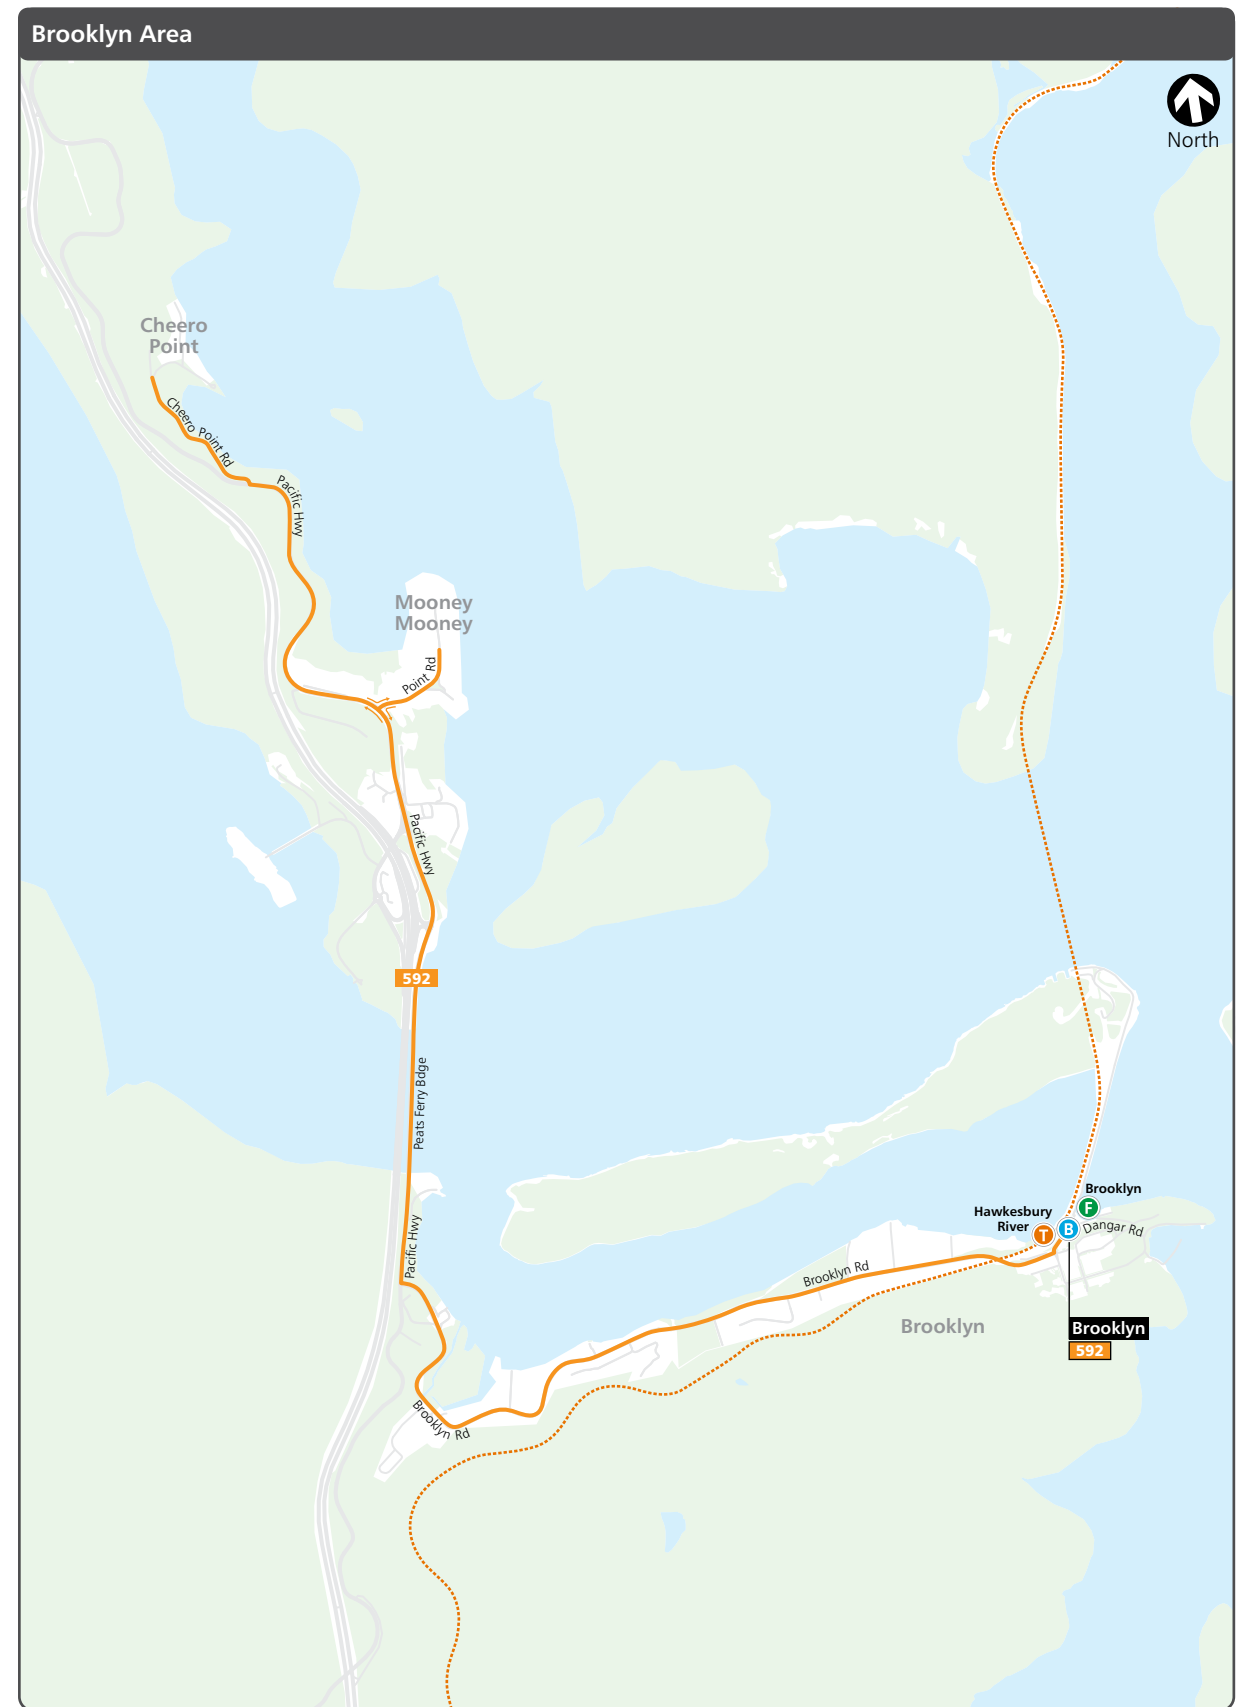 Brooklyn Area
North
Cheero
Point
Cheero Point Rd
Pacific Hwy
Mooney
Mooney
Point Rd
Pacific Hwy
592
Peats Ferry Bdge
Pacific Hwy
Brooklyn
Hawkesbury
River
T
B
F
Dangar Rd
Brooklyn Rd
Brooklyn
Brooklyn
592
Brooklyn Rd